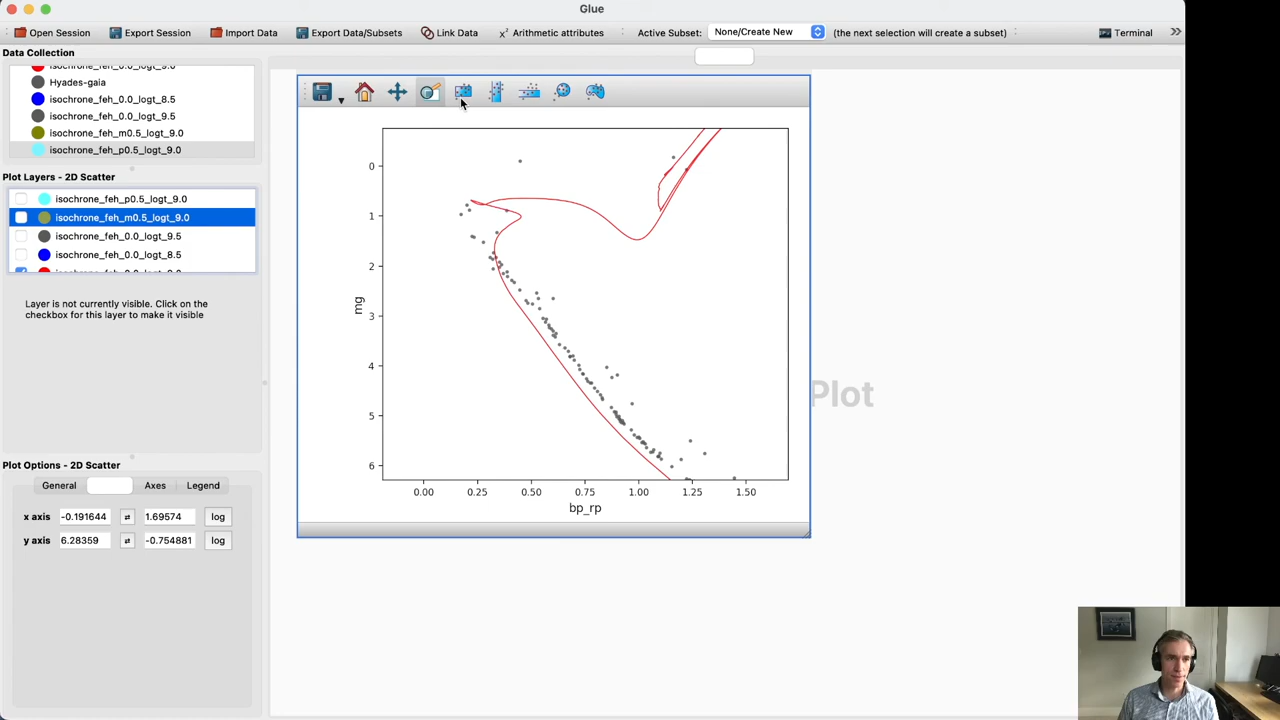 Glue
Open Session Export Session Import Data Export Data/Subsets Link Data x² Arithmetic attributes Active Subset: None/Create New (the next selection will create a subset) Terminal »
Data Collection
isochrone_feh_0.0_logt_9.0
Hyades-gaia
isochrone_feh_0.0_logt_8.5
isochrone_feh_0.0_logt_9.5
isochrone_feh_m0.5_logt_9.0
isochrone_feh_p0.5_logt_9.0
Plot Layers - 2D Scatter
isochrone_feh_p0.5_logt_9.0
isochrone_feh_m0.5_logt_9.0
isochrone_feh_0.0_logt_9.5
isochrone_feh_0.0_logt_8.5
Layer is not currently visible. Click on the
checkbox for this layer to make it visible
Plot Options - 2D Scatter
General Axes Legend
x axis -0.191644 1.69574 log
y axis 6.28359 -0.754881 log
0
1
2
3
4
5
6
mg
0.00 0.25 0.50 0.75 1.00 1.25 1.50
bp_rp
Plot